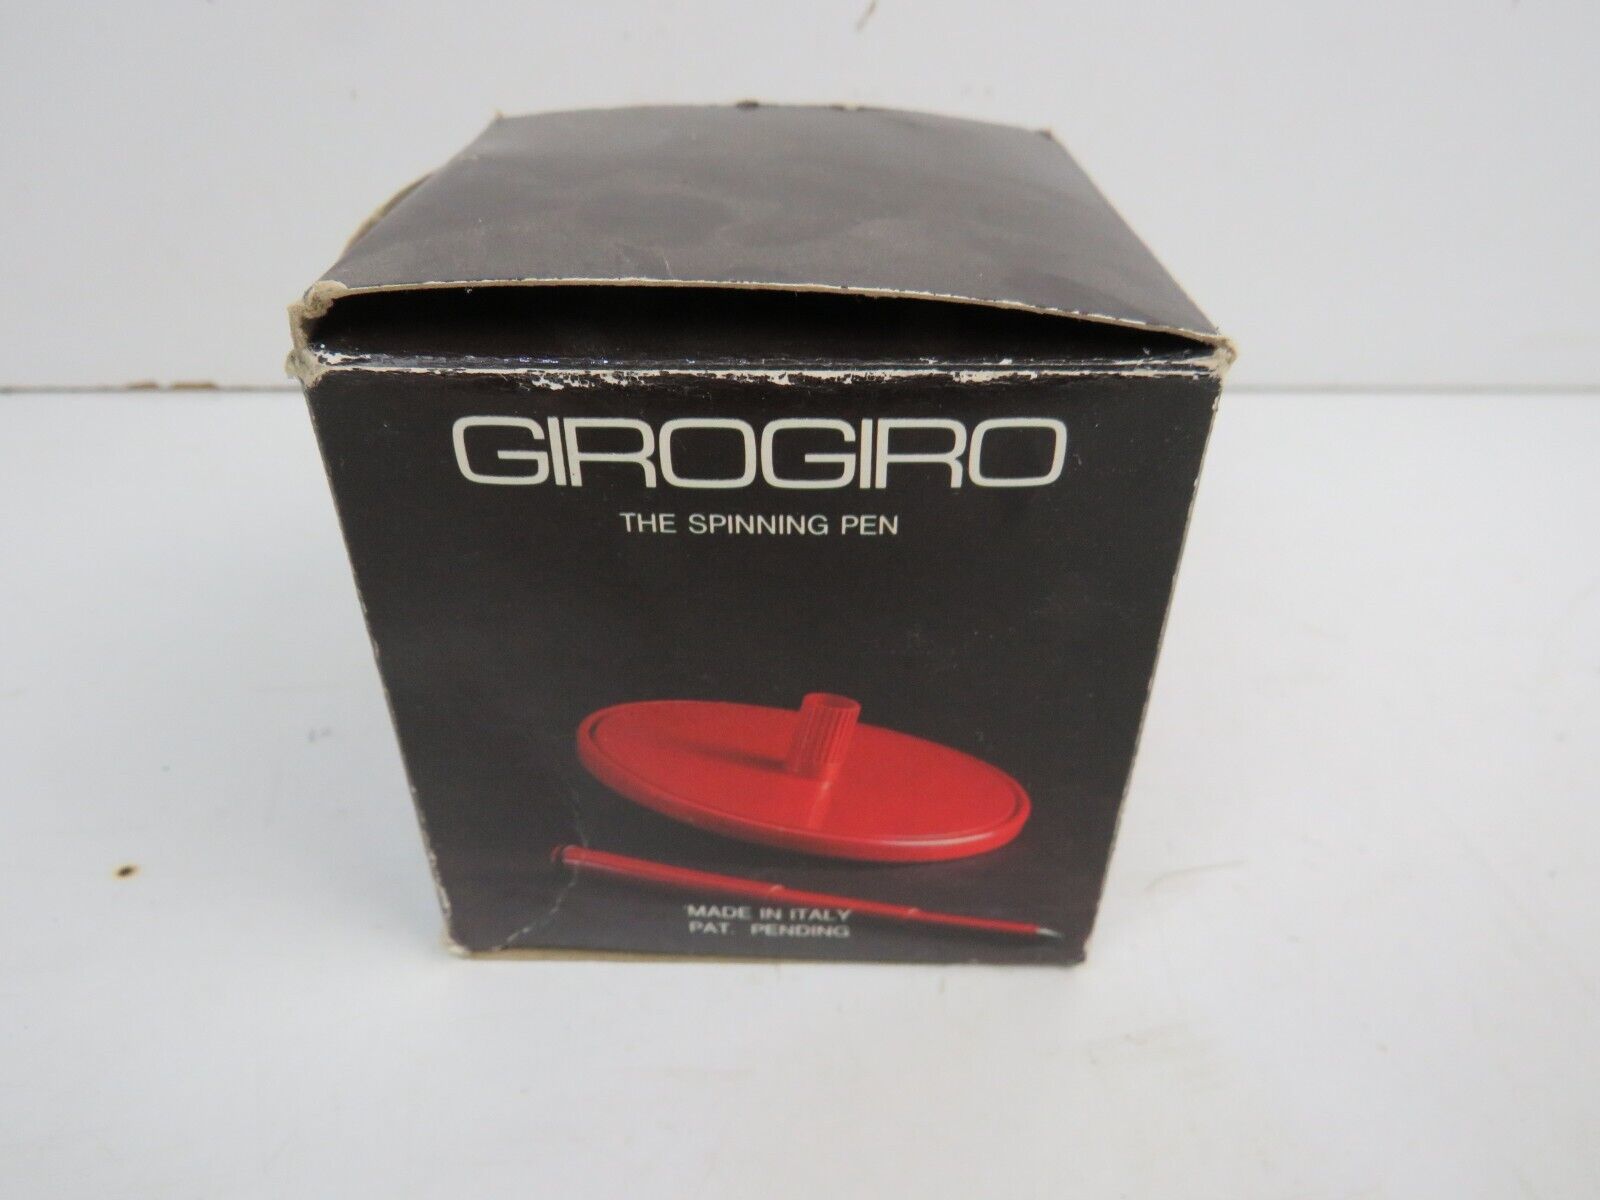 GIROGIRO
THE SPINNING PEN
MADE IN ITALY
PAT. PENDING